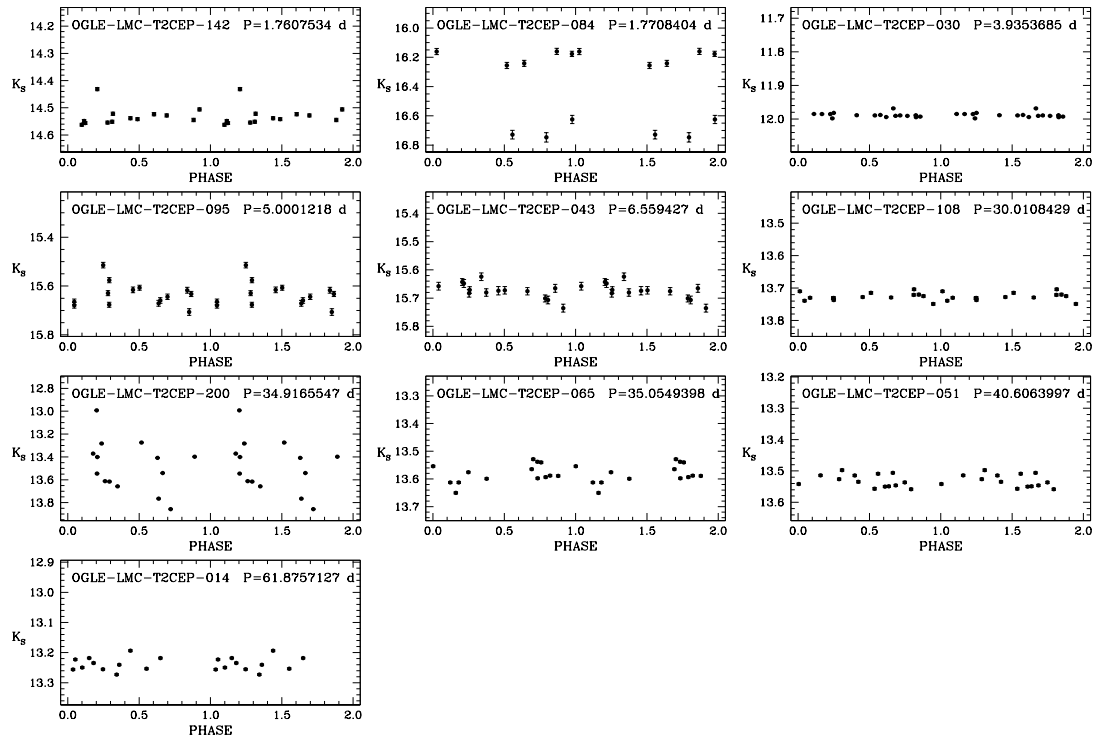 OGLE-LMC-T2CEP-142 P=1.7607534 d
14.2
14.3
14.4
14.5
14.6
Ks
0.0 0.5 1.0 1.5 2.0
PHASE
OGLE-LMC-T2CEP-084 P=1.7708404 d
16.0
16.2
16.4
16.6
16.8
Ks
0.0 0.5 1.0 1.5 2.0
PHASE
OGLE-LMC-T2CEP-030 P=3.9353685 d
11.7
11.8
11.9
12.0
Ks
0.0 0.5 1.0 1.5 2.0
PHASE
OGLE-LMC-T2CEP-095 P=5.0001218 d
15.4
15.6
15.8
Ks
0.0 0.5 1.0 1.5 2.0
PHASE
OGLE-LMC-T2CEP-043 P=6.559427 d
15.4
15.5
15.6
15.7
15.8
Ks
0.0 0.5 1.0 1.5 2.0
PHASE
OGLE-LMC-T2CEP-108 P=30.0108429 d
13.5
13.6
13.7
13.8
Ks
0.0 0.5 1.0 1.5 2.0
PHASE
OGLE-LMC-T2CEP-200 P=34.9165547 d
12.8
13.0
13.2
13.4
13.6
13.8
Ks
0.0 0.5 1.0 1.5 2.0
PHASE
OGLE-LMC-T2CEP-065 P=35.0549398 d
13.3
13.4
13.5
13.6
13.7
Ks
0.0 0.5 1.0 1.5 2.0
PHASE
OGLE-LMC-T2CEP-051 P=40.6063997 d
13.2
13.3
13.4
13.5
13.6
Ks
0.0 0.5 1.0 1.5 2.0
PHASE
OGLE-LMC-T2CEP-014 P=61.8757127 d
12.9
13.0
13.1
13.2
13.3
Ks
0.0 0.5 1.0 1.5 2.0
PHASE